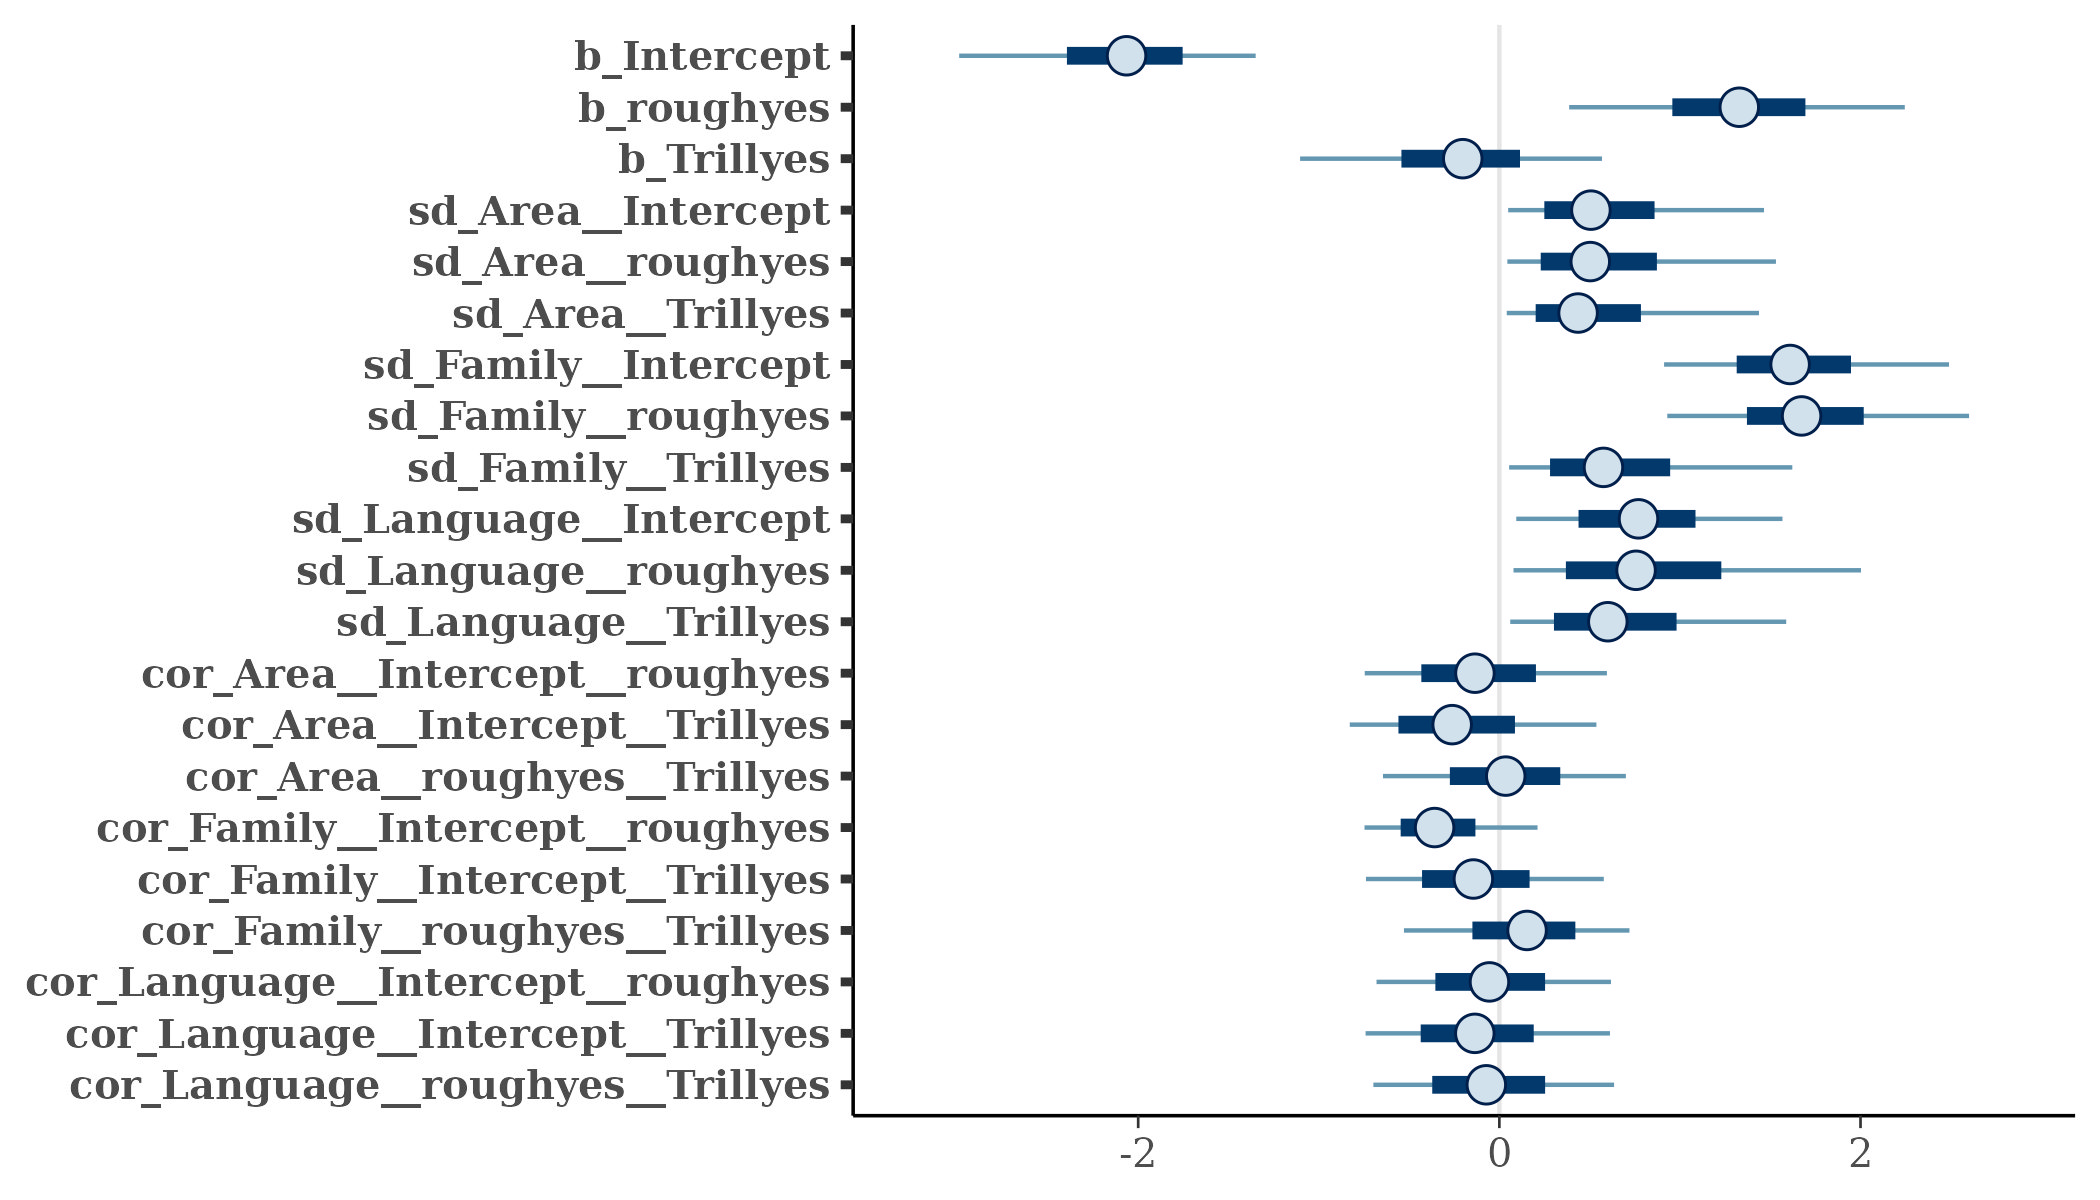 b_Intercept
b_roughyes
b_Trillyes
sd_Area__Intercept
sd_Area__roughyes
sd_Area__Trillyes
sd_Family__Intercept
sd_Family__roughyes
sd_Family__Trillyes
sd_Language__Intercept
sd_Language__roughyes
sd_Language__Trillyes
cor_Area__Intercept__roughyes
cor_Area__Intercept__Trillyes
cor_Area__roughyes__Trillyes
cor_Family__Intercept__roughyes
cor_Family__Intercept__Trillyes
cor_Family__roughyes__Trillyes
cor_Language__Intercept__roughyes
cor_Language__Intercept__Trillyes
cor_Language__roughyes__Trillyes
-2 0 2